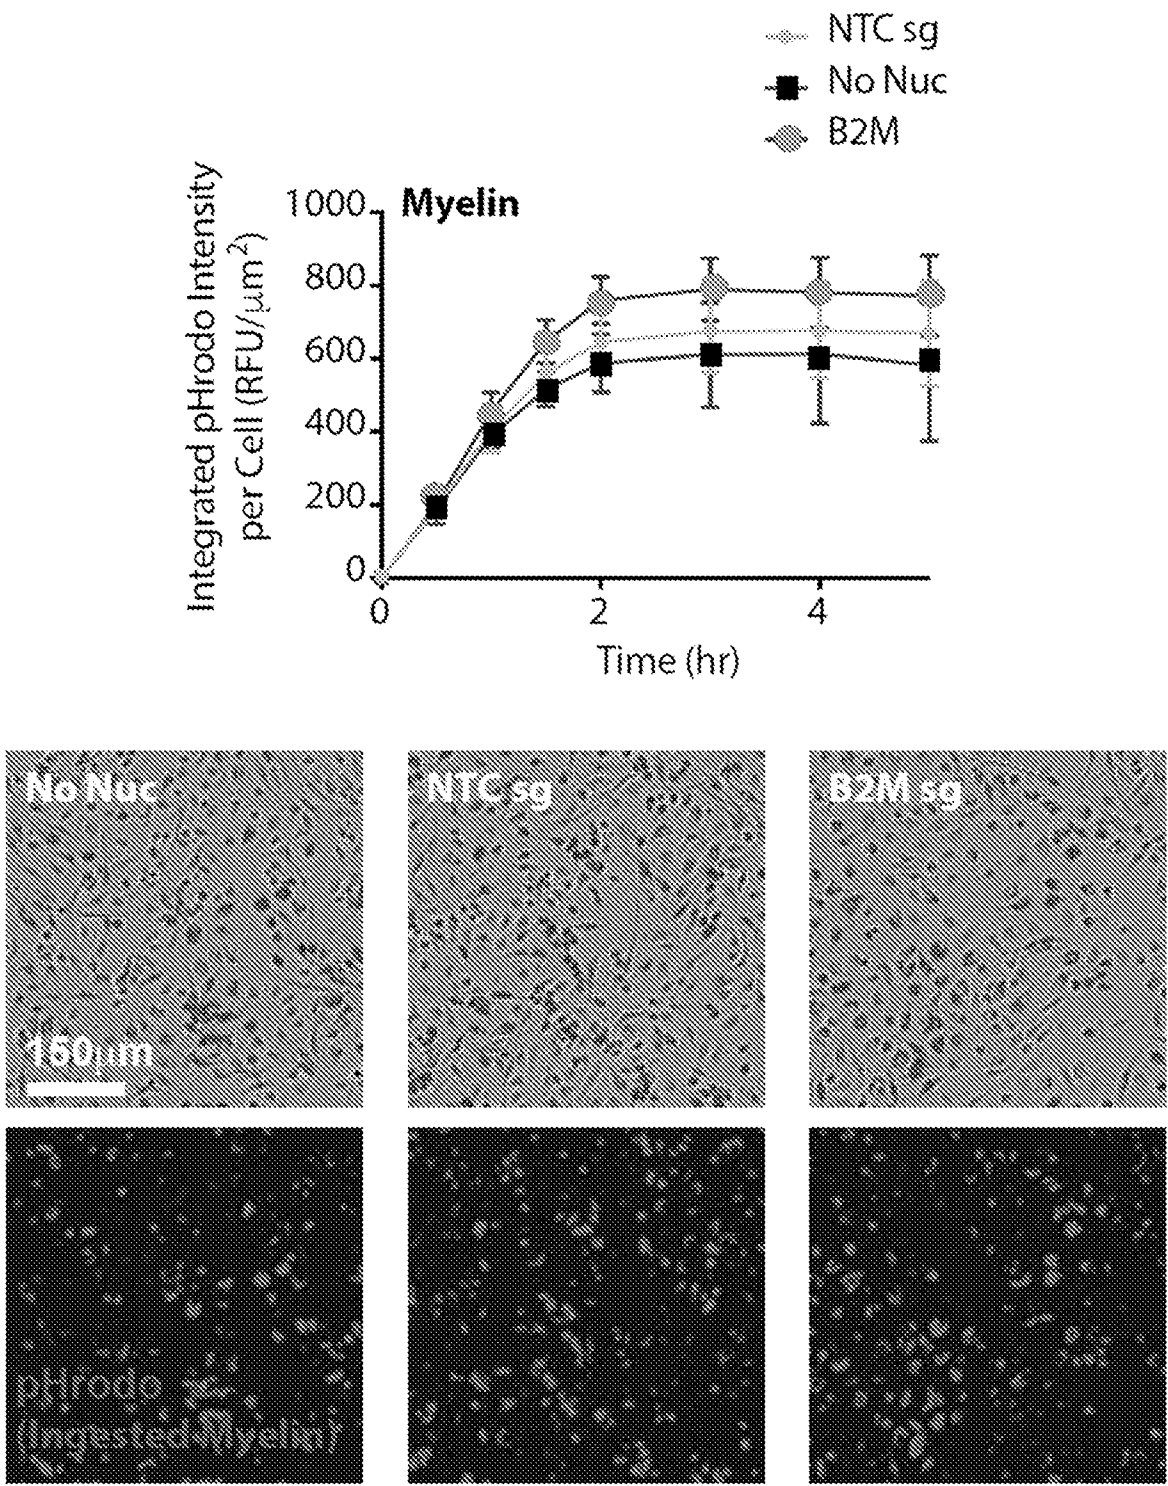 NTC sg
No Nuc
B2M
Integrated pHrodo Intensity
per Cell (RFU/μm²)
1000
800
600
400
200
0
Myelin
0
2
4
Time (hr)
No Nuc
NTC sg
B2M sg
150μm
pHrodo
(Ingested Myelin)